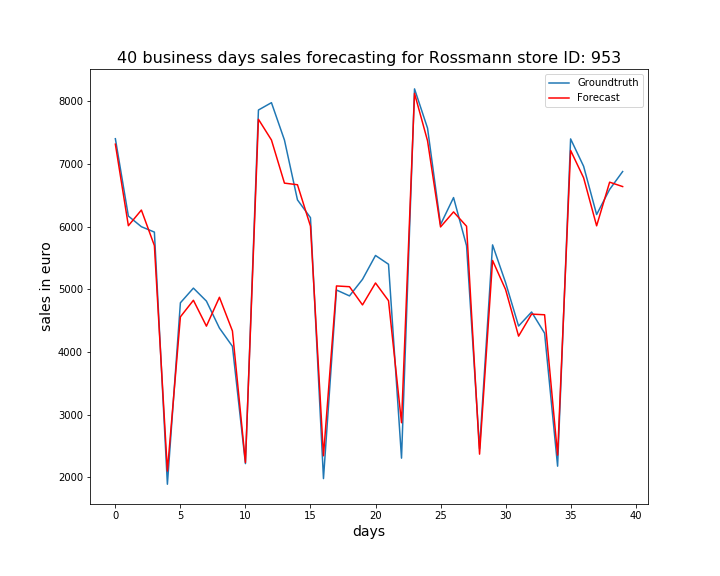 40 business days sales forecasting for Rossmann store ID: 953
Groundtruth
Forecast
sales in euro
8000
7000
6000
5000
4000
3000
2000
0 5 10 15 20 25 30 35 40
days